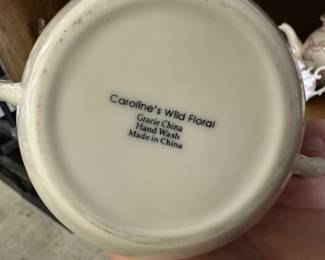 Caroline's Wild Floral
Gracie China
Hand Wash
Made in China